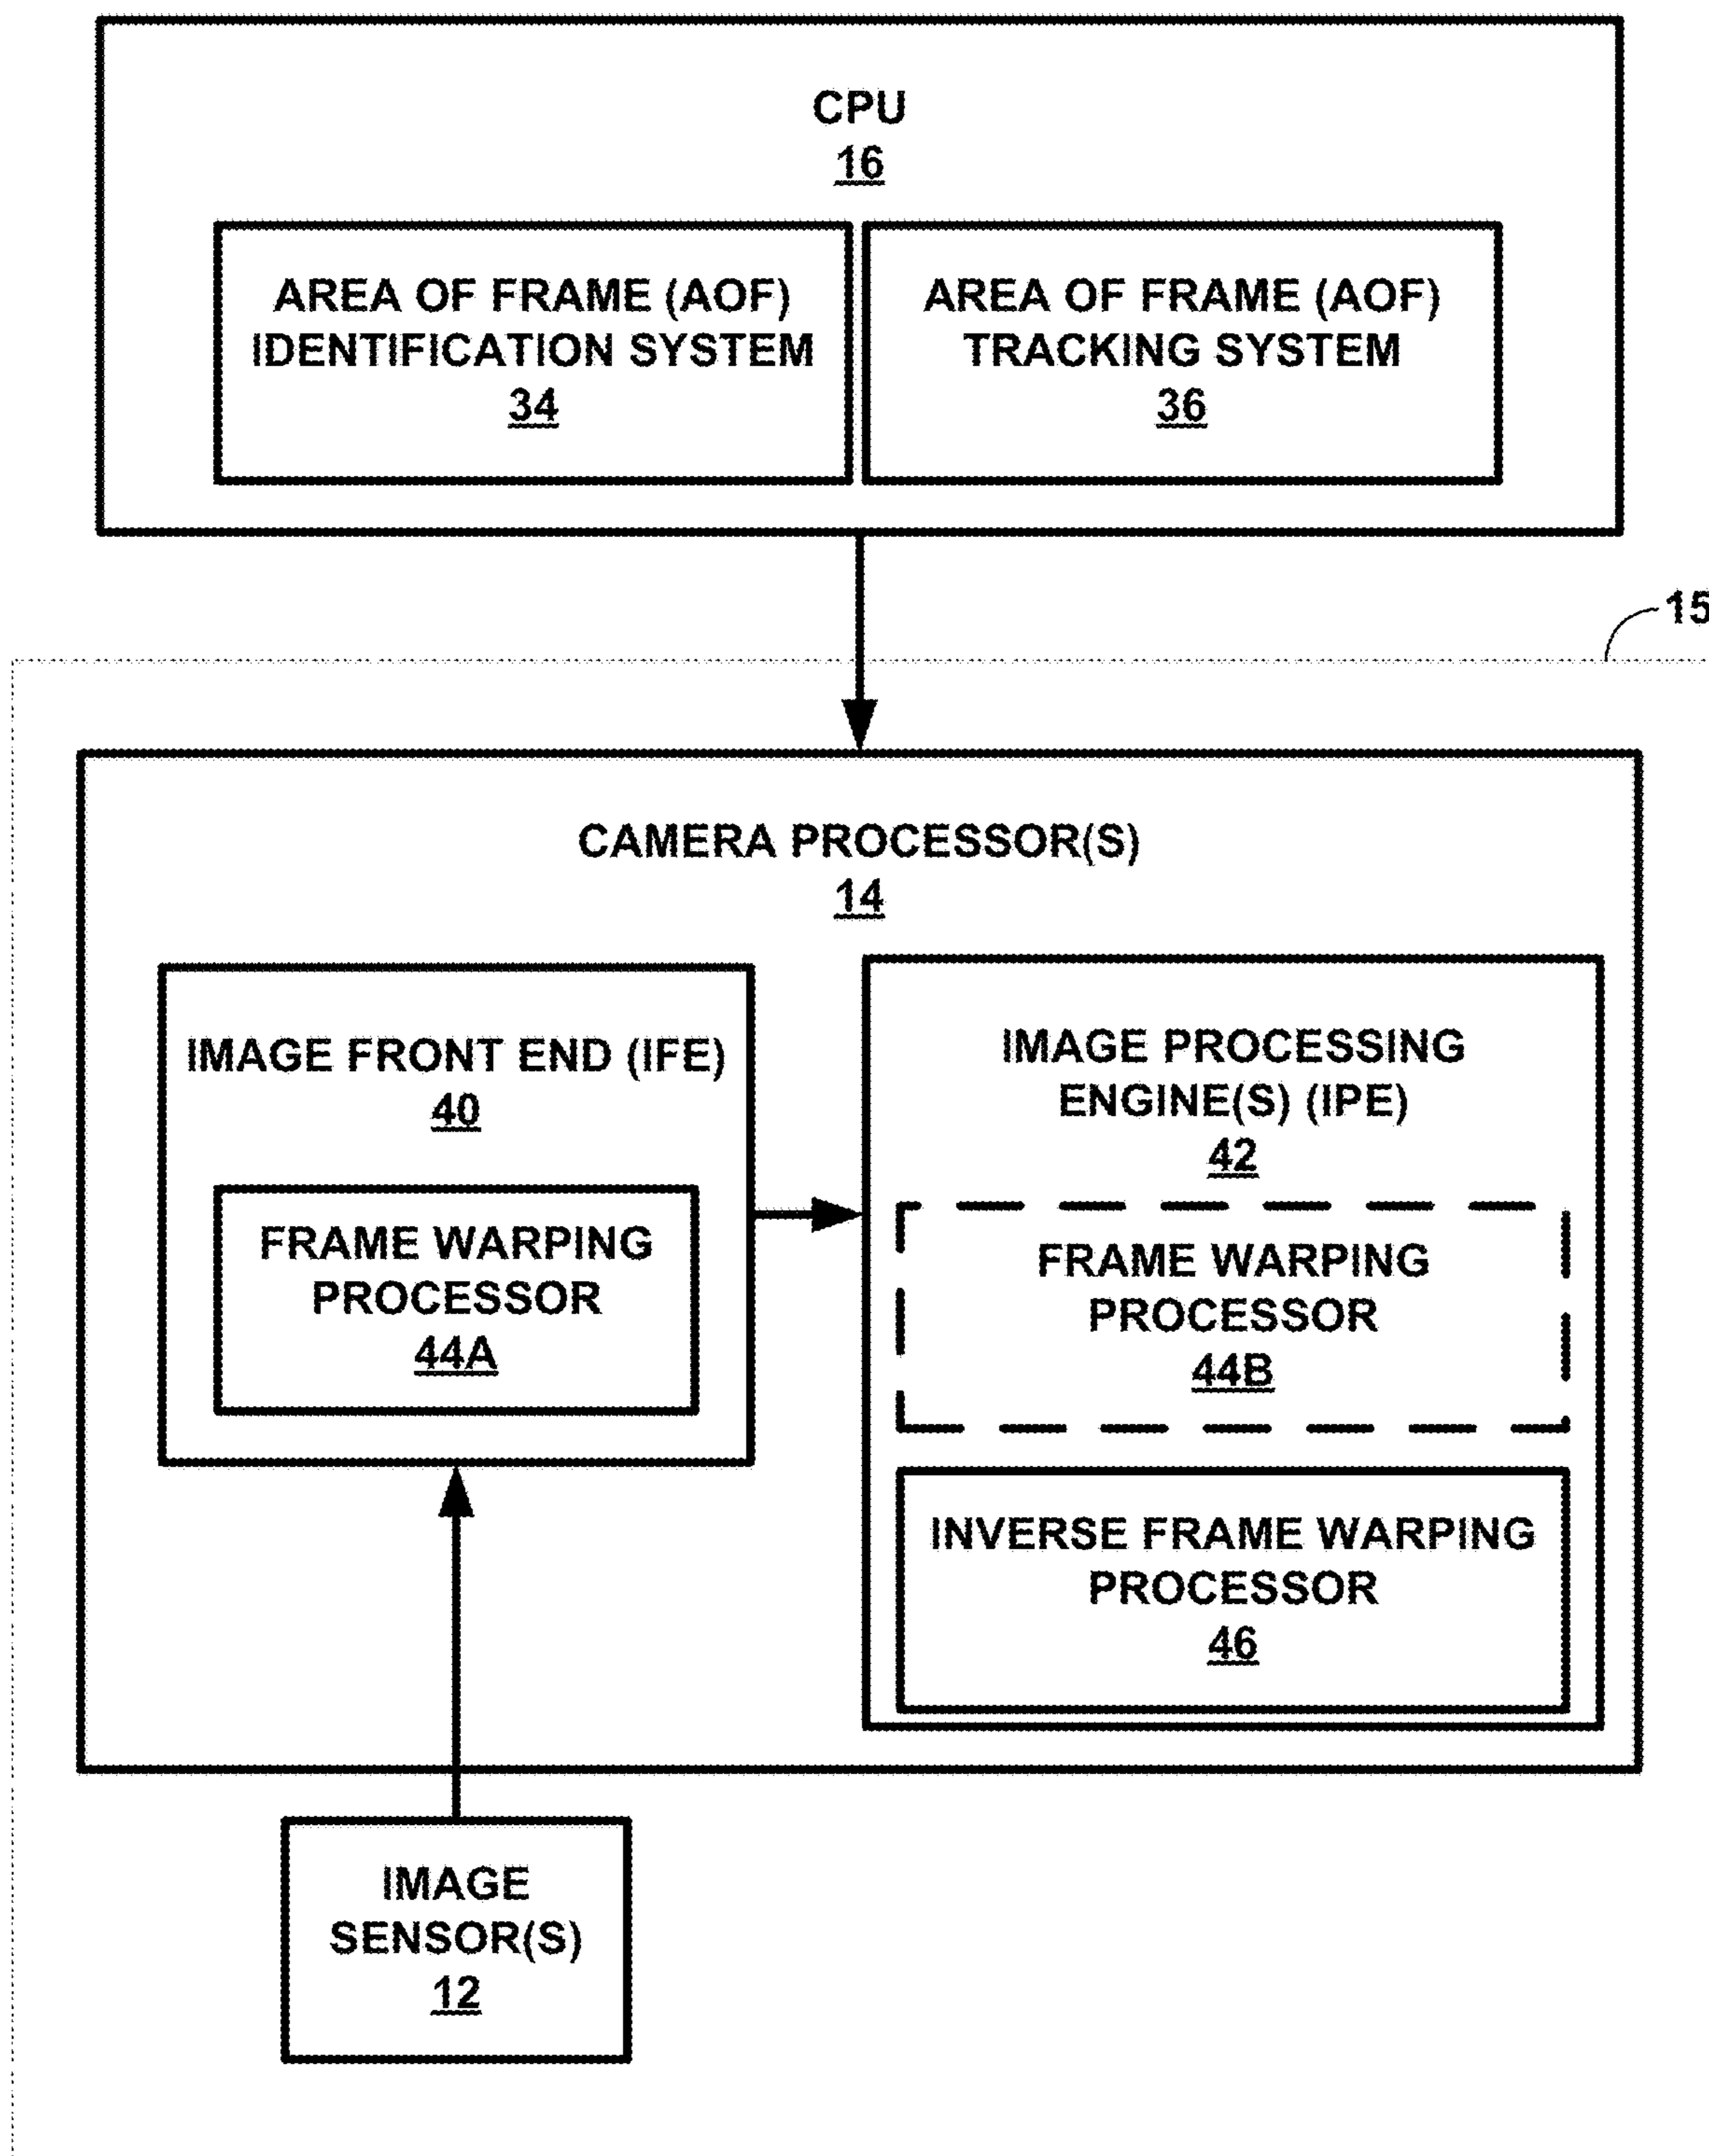 CPU
16
AREA OF FRAME (AOF)
IDENTIFICATION SYSTEM
34
AREA OF FRAME (AOF)
TRACKING SYSTEM
36
15
CAMERA PROCESSOR(S)
14
IMAGE FRONT END (IFE)
40
FRAME WARPING
PROCESSOR
44A
IMAGE PROCESSING
ENGINE(S) (IPE)
42
FRAME WARPING
PROCESSOR
44B
INVERSE FRAME WARPING
PROCESSOR
46
IMAGE
SENSOR(S)
12